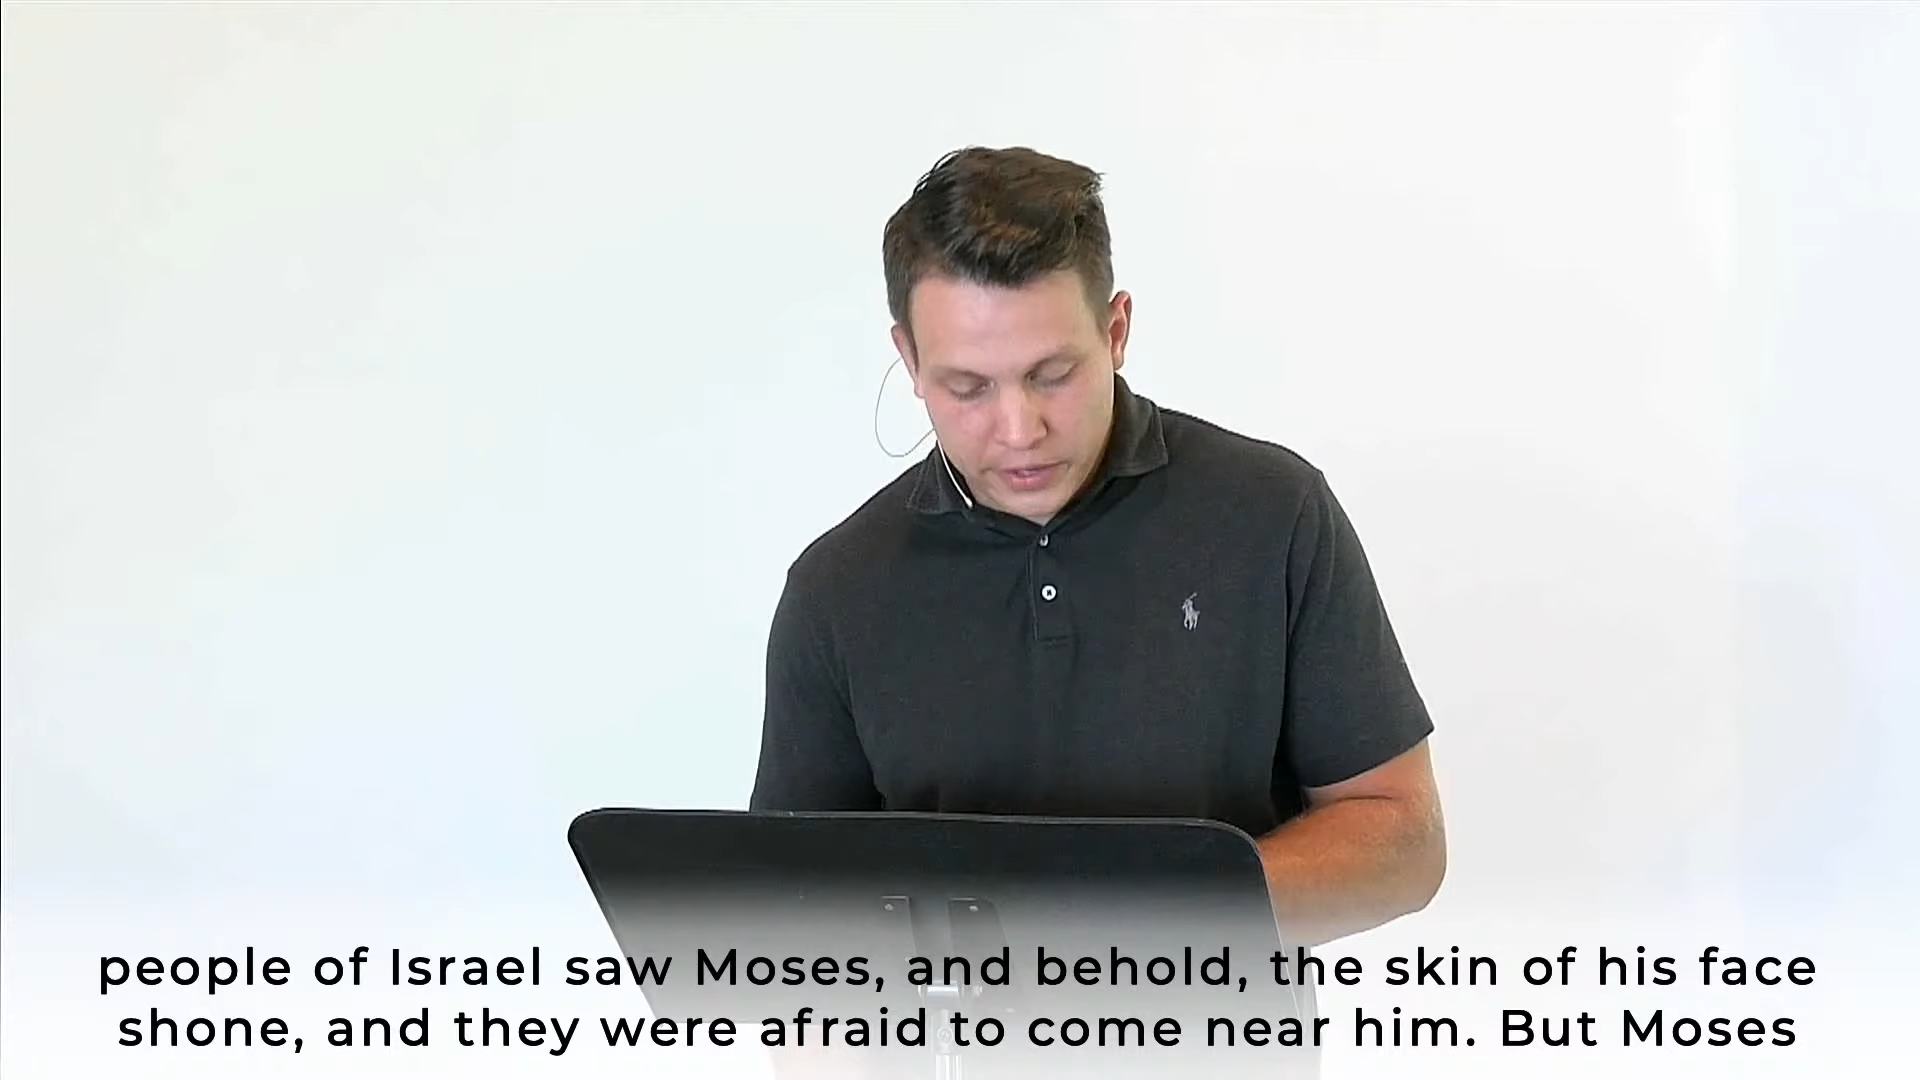 people of Israel saw Moses, and behold, the skin of his face
shone, and they were afraid to come near him. But Moses